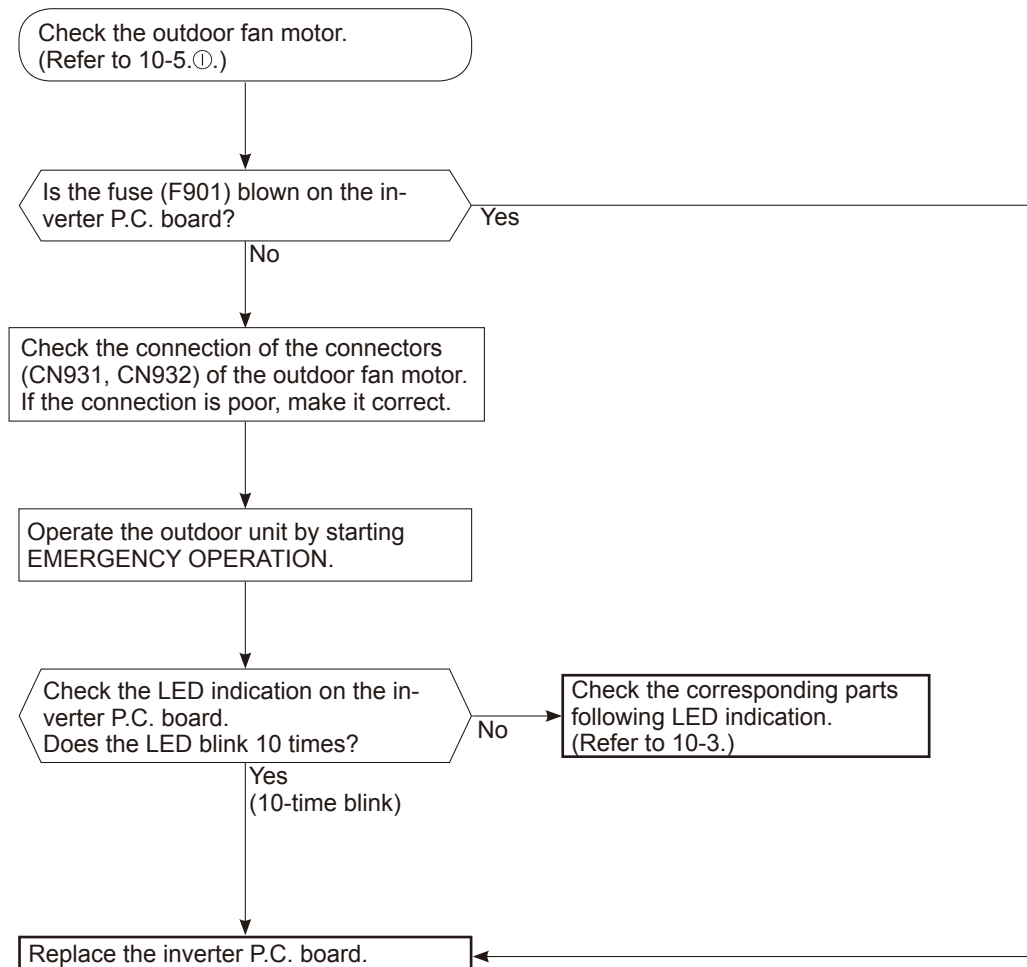 Check the outdoor fan motor.
(Refer to 10-5.Ⓘ.)
Is the fuse (F901) blown on the in-
verter P.C. board?
Yes
No
Check the connection of the connectors
(CN931, CN932) of the outdoor fan motor.
If the connection is poor, make it correct.
Operate the outdoor unit by starting
EMERGENCY OPERATION.
Check the LED indication on the in-
verter P.C. board.
Does the LED blink 10 times?
No
Check the corresponding parts
following LED indication.
(Refer to 10-3.)
Yes
(10-time blink)
Replace the inverter P.C. board.